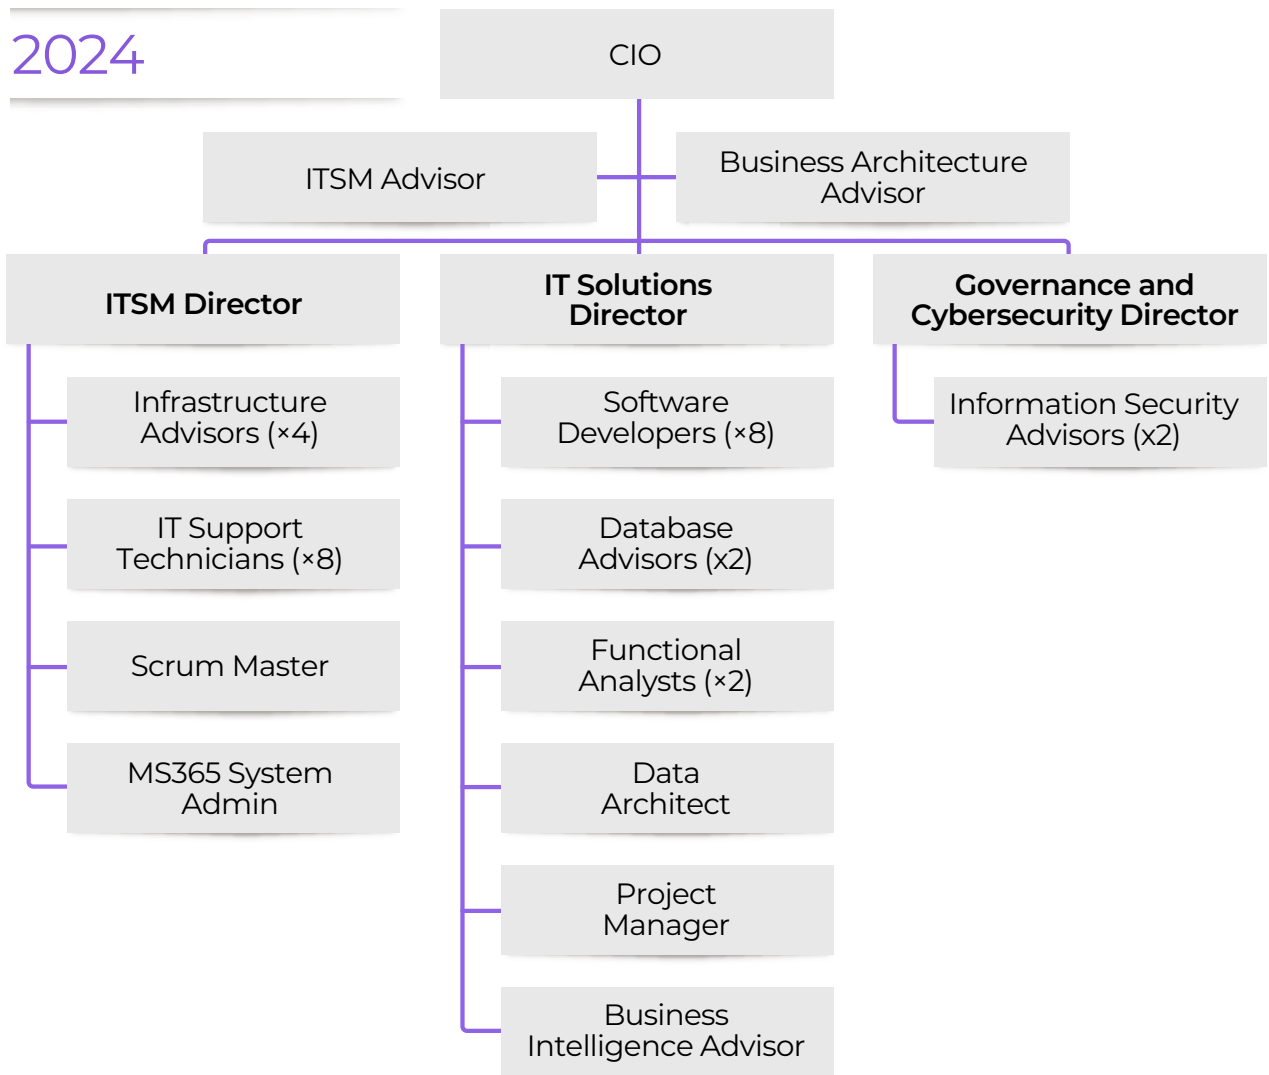 2024
CIO
ITSM Advisor
Business Architecture
Advisor
ITSM Director
IT Solutions
Director
Governance and
Cybersecurity Director
Infrastructure
Advisors (×4)
IT Support
Technicians (×8)
Scrum Master
MS365 System
Admin
Software
Developers (×8)
Database
Advisors (x2)
Functional
Analysts (×2)
Data
Architect
Project
Manager
Business
Intelligence Advisor
Information Security
Advisors (x2)